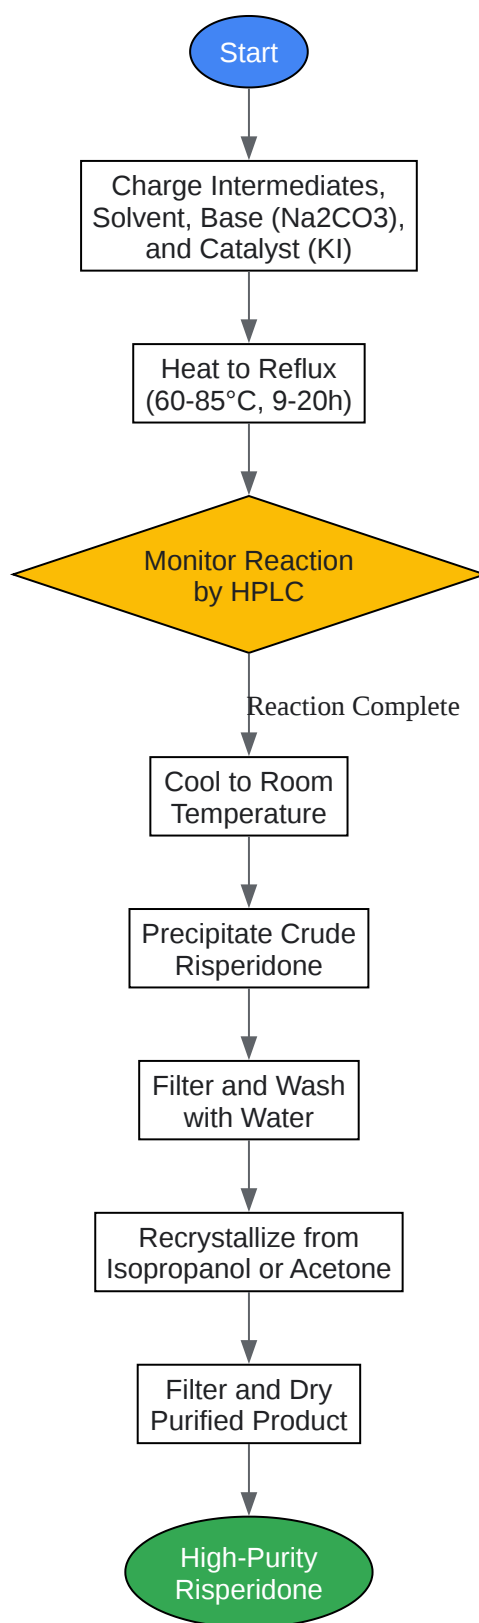 Start
Charge Intermediates,
Solvent, Base (Na2CO3),
and Catalyst (KI)
Heat to Reflux
(60-85°C, 9-20h)
Monitor Reaction
by HPLC
Reaction Complete
Cool to Room
Temperature
Precipitate Crude
Risperidone
Filter and Wash
with Water
Recrystallize from
Isopropanol or Acetone
Filter and Dry
Purified Product
High-Purity
Risperidone